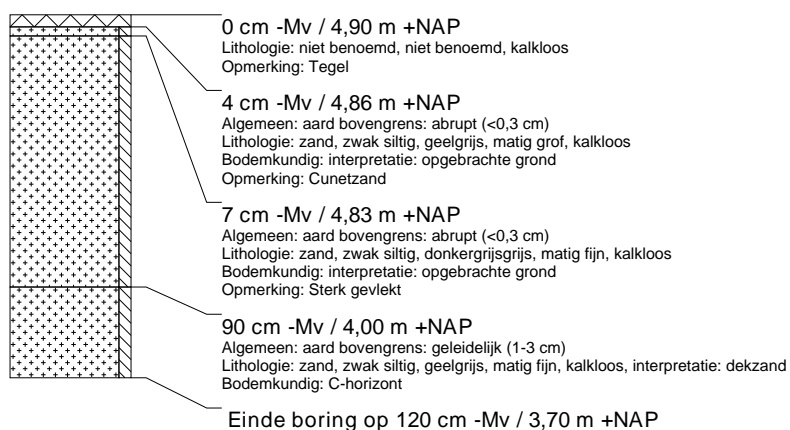 0 cm -Mv / 4,90 m +NAP
Lithologie: niet benoemd, niet benoemd, kalkloos
Opmerking: Tegel
4 cm -Mv / 4,86 m +NAP
Algemeen: aard bovengrens: abrupt (<0,3 cm)
Lithologie: zand, zwak siltig, geelgrijs, matig grof, kalkloos
Bodemkundig: interpretatie: opgebrachte grond
Opmerking: Cunetzand
7 cm -Mv / 4,83 m +NAP
Algemeen: aard bovengrens: abrupt (<0,3 cm)
Lithologie: zand, zwak siltig, donkergrijsgrijs, matig fijn, kalkloos
Bodemkundig: interpretatie: opgebrachte grond
Opmerking: Sterk gevlekt
90 cm -Mv / 4,00 m +NAP
Algemeen: aard bovengrens: geleidelijk (1-3 cm)
Lithologie: zand, zwak siltig, geelgrijs, matig fijn, kalkloos, interpretatie: dekzand
Bodemkundig: C-horizont
Einde boring op 120 cm -Mv / 3,70 m +NAP